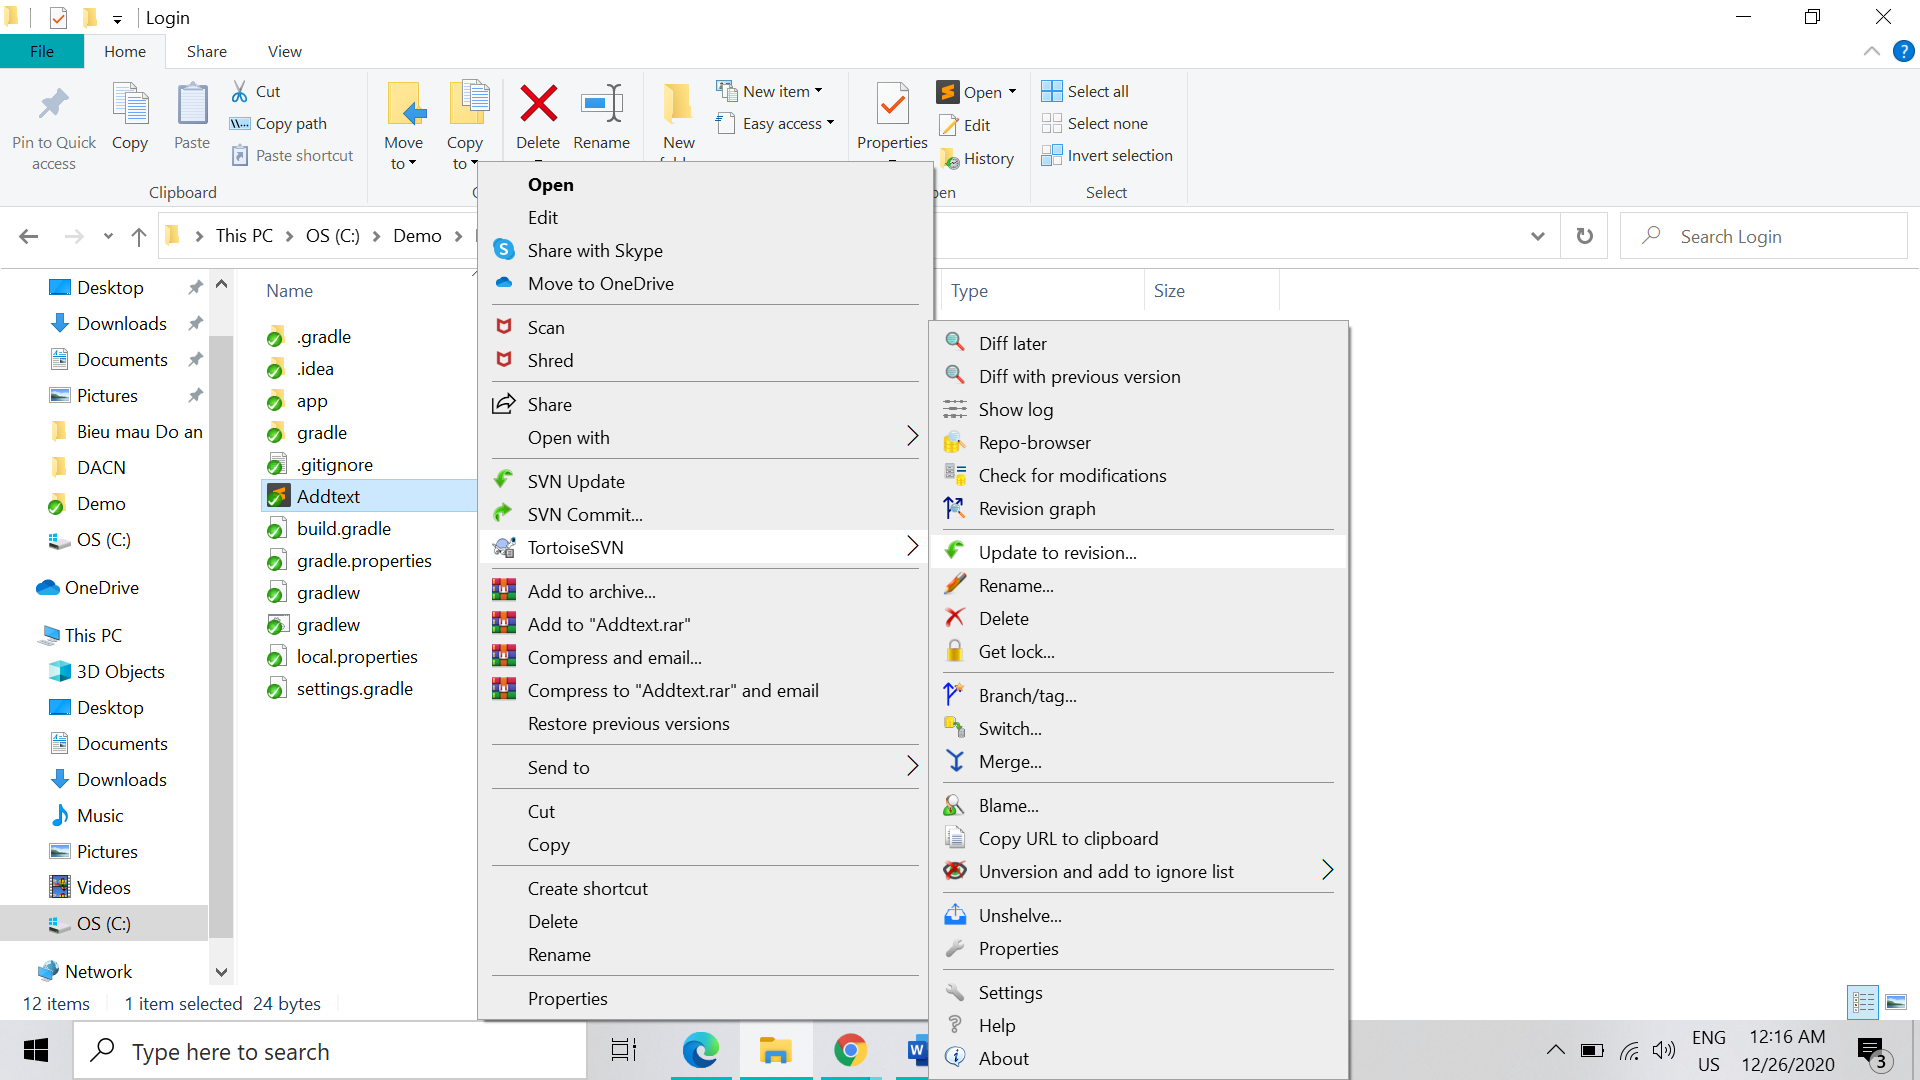 Login
File
Home
Share
View
Pin to Quick access
Copy
Paste
Cut
Copy path
Paste shortcut
Clipboard
Move to
Copy to
Delete
Rename
New
New item
Easy access
Properties
Open
Edit
History
Select all
Select none
Invert selection
Select
This PC
OS (C:)
Demo
Search Login
Desktop
Downloads
Documents
Pictures
Bieu mau Do an
DACN
Demo
OS (C:)
OneDrive
This PC
3D Objects
Desktop
Documents
Downloads
Music
Pictures
Videos
OS (C:)
Network
Name
Type
Size
.gradle
.idea
app
gradle
.gitignore
Addtext
build.gradle
gradle.properties
gradlew
gradlew
local.properties
settings.gradle
Open
Edit
Share with Skype
Move to OneDrive
Scan
Shred
Share
Open with
SVN Update
SVN Commit...
TortoiseSVN
Add to archive...
Add to "Addtext.rar"
Compress and email...
Compress to "Addtext.rar" and email
Restore previous versions
Send to
Cut
Copy
Create shortcut
Delete
Rename
Properties
Diff later
Diff with previous version
Show log
Repo-browser
Check for modifications
Revision graph
Update to revision...
Rename...
Delete
Get lock...
Branch/tag...
Switch...
Merge...
Blame...
Copy URL to clipboard
Unversion and add to ignore list
Unshelve...
Properties
Settings
Help
About
12 items
1 item selected 24 bytes
Type here to search
ENG
US
12:16 AM
12/26/2020
3